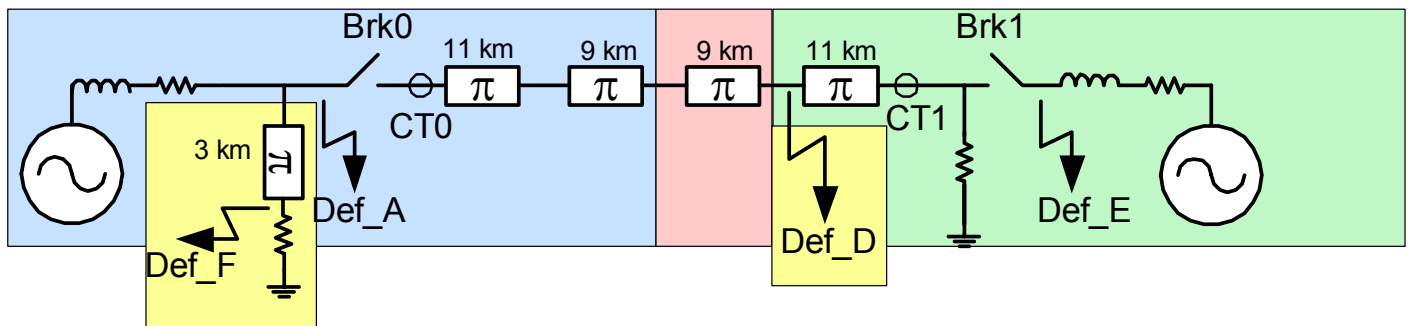 Brk0
11 km
9 km
9 km
11 km
Brk1
π
π
π
π
CT0
CT1
3 km
π
Def_A
Def_E
Def_D
Def_F